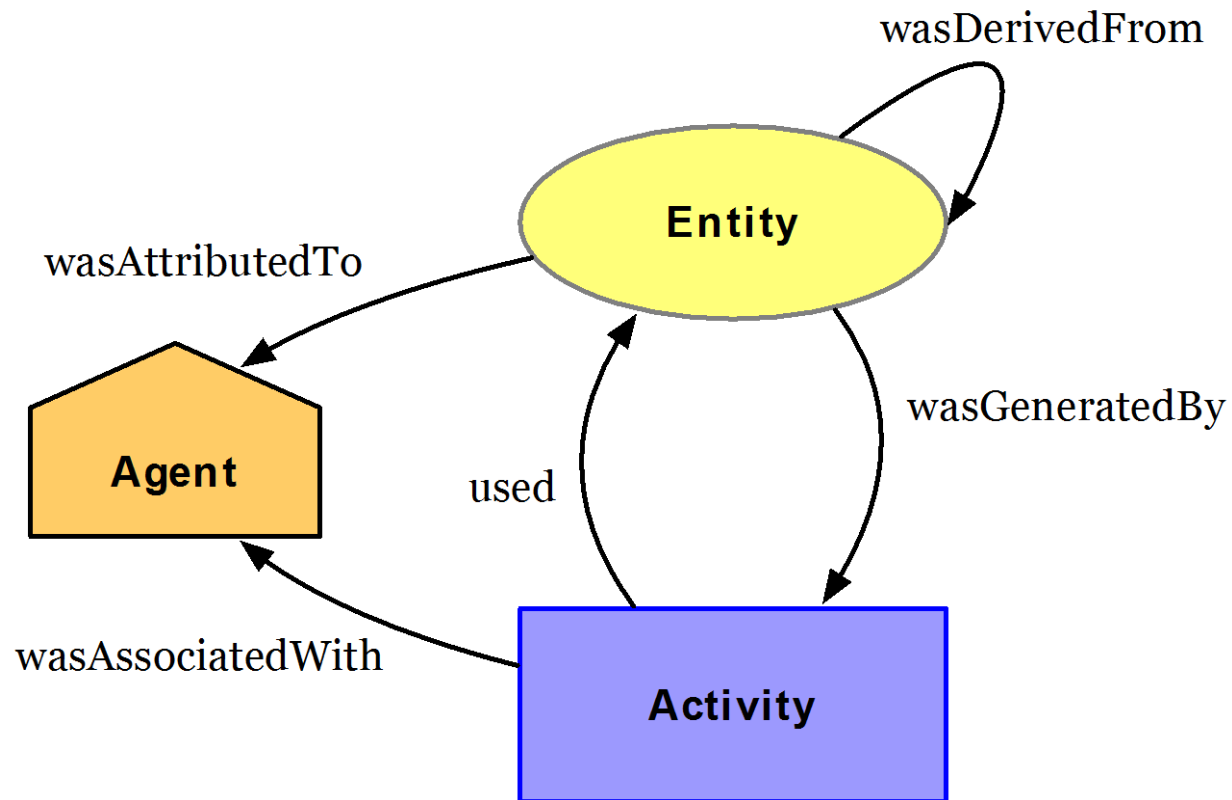 wasDerivedFrom
Entity
wasAttributedTo
wasGeneratedBy
Agent
used
wasAssociatedWith
Activity